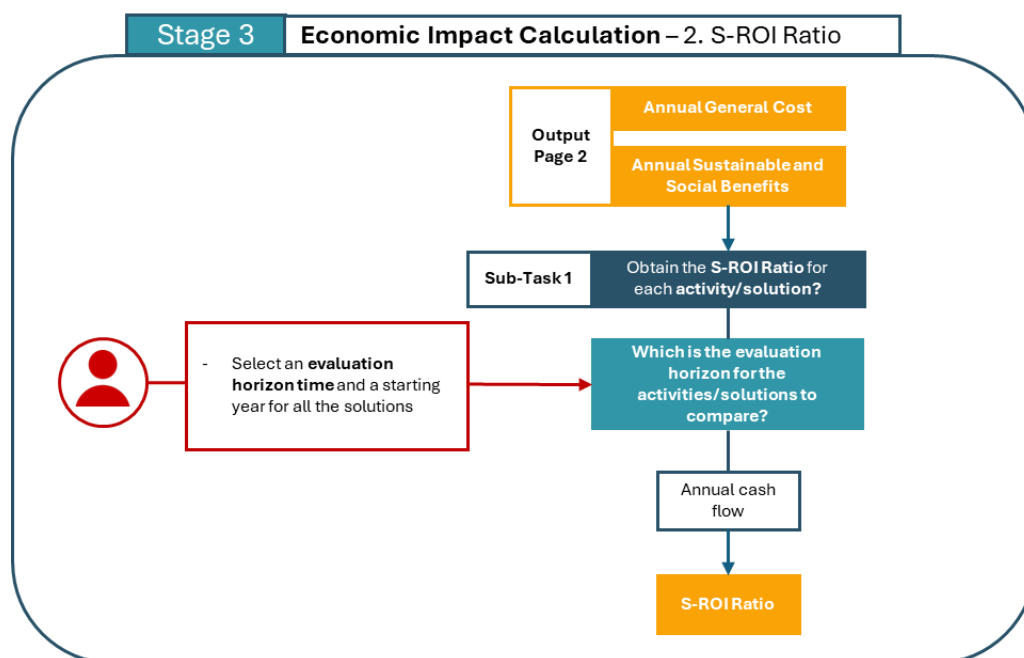 Stage 3
Economic Impact Calculation – 2. S-ROI Ratio
Output
Page 2
Annual General Cost
Annual Sustainable and
Social Benefits
Sub-Task 1
Obtain the S-ROI Ratio for
each activity/solution?
- Select an evaluation
horizon time and a starting
year for all the solutions
Which is the evaluation
horizon for the
activities/solutions to
compare?
Annual cash
flow
S-ROI Ratio